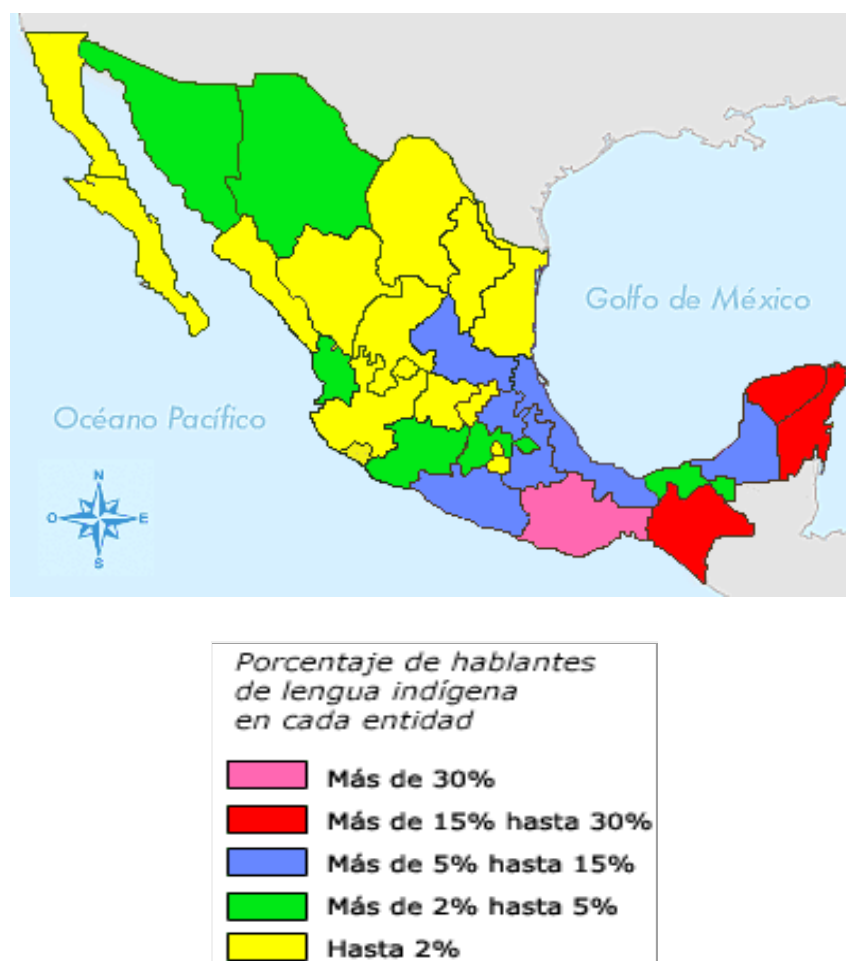 Golfo de México
Océano Pacífico
N
O
E
S
Porcentaje de hablantes
de lengua indígena
en cada entidad
Más de 30%
Más de 15% hasta 30%
Más de 5% hasta 15%
Más de 2% hasta 5%
Hasta 2%